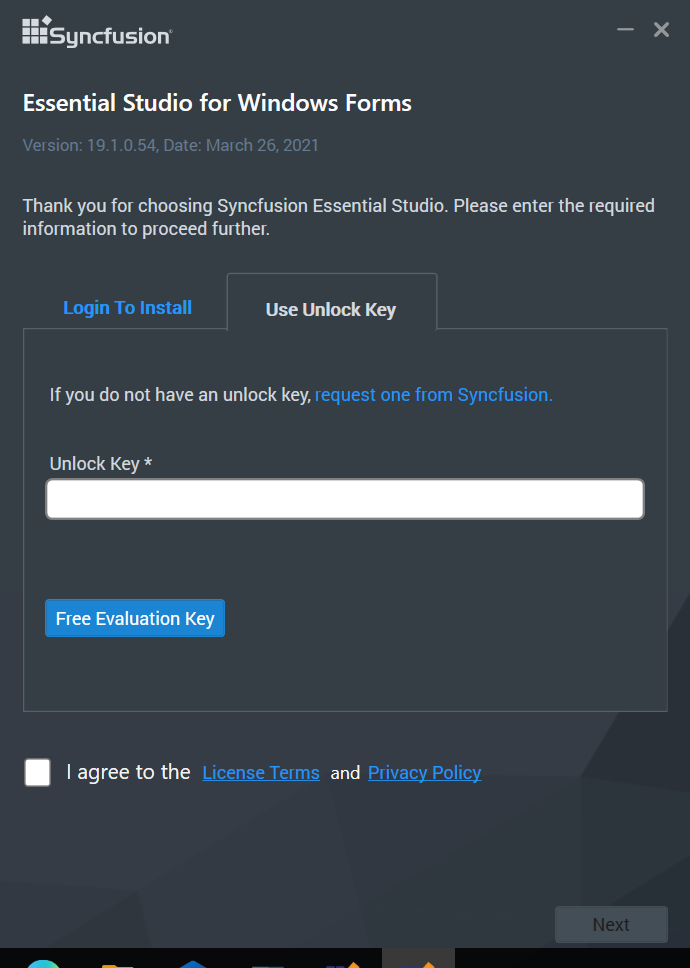 Syncfusion
Essential Studio for Windows Forms
Version: 19.1.0.54, Date: March 26, 2021
Thank you for choosing Syncfusion Essential Studio. Please enter the required
information to proceed further.
Login To Install
Use Unlock Key
If you do not have an unlock key, request one from Syncfusion.
Unlock Key *
Free Evaluation Key
I agree to the License Terms and Privacy Policy
Next